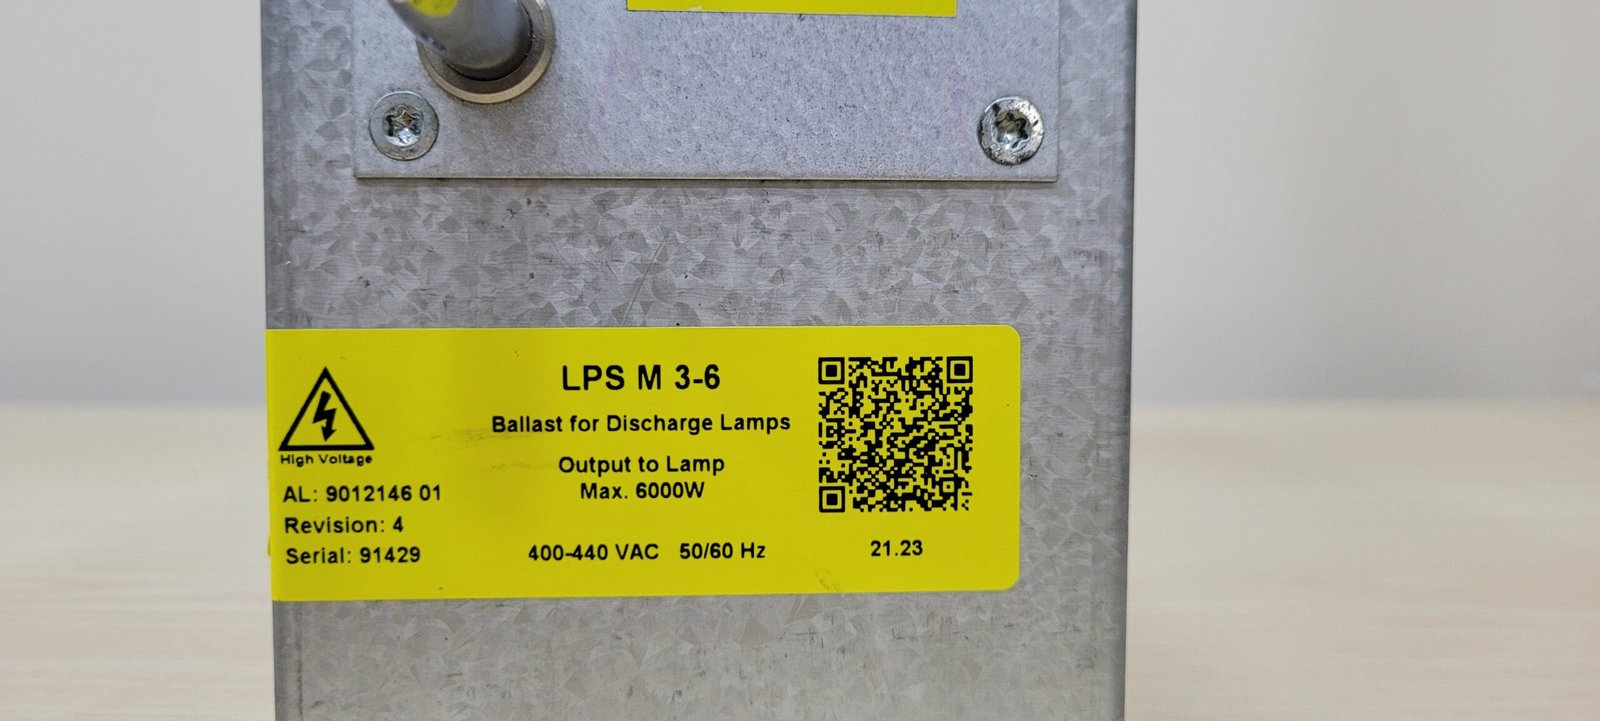 LPS M 3-6
Ballast for Discharge Lamps
High Voltage
Output to Lamp
Max. 6000W
AL: 9012146 01
Revision: 4
Serial: 91429
400-440 VAC 50/60 Hz
21.23